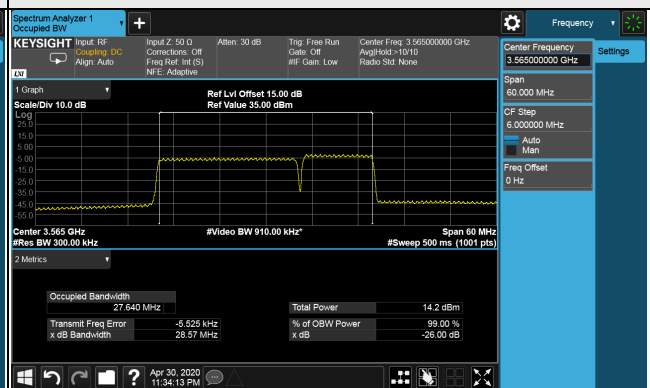 Spectrum Analyzer 1
Occupied BW
Frequency
KEYSIGHT
Input: RF
Coupling: DC
Align: Auto
Input Z: 50 Ω
Corrections: Off
Freq Ref: Int (S)
NFE: Adaptive
Atten: 30 dB
Trig: Free Run
Gate: Off
#IF Gain: Low
Center Freq: 3.565000000 GHz
Avg|Hold:>10/10
Radio Std: None
LXI
Center Frequency
3.565000000 GHz
Settings
Span
60.000 MHz
CF Step
6.000000 MHz
Auto
Man
Freq Offset
0 Hz
1 Graph
Scale/Div 10.0 dB
Ref Lvl Offset 15.00 dB
Ref Value 35.00 dBm
Log
25.0
15.0
5.00
-5.00
-15.0
-25.0
-35.0
-45.0
-55.0
Center 3.565 GHz
#Res BW 300.00 kHz
#Video BW 910.00 kHz*
Span 60 MHz
#Sweep 500 ms (1001 pts)
2 Metrics
Occupied Bandwidth
27.640 MHz
Total Power 14.2 dBm
Transmit Freq Error -5.525 kHz % of OBW Power 99.00 %
x dB Bandwidth 28.57 MHz x dB -26.00 dB
?
Apr 30, 2020
11:34:13 PM